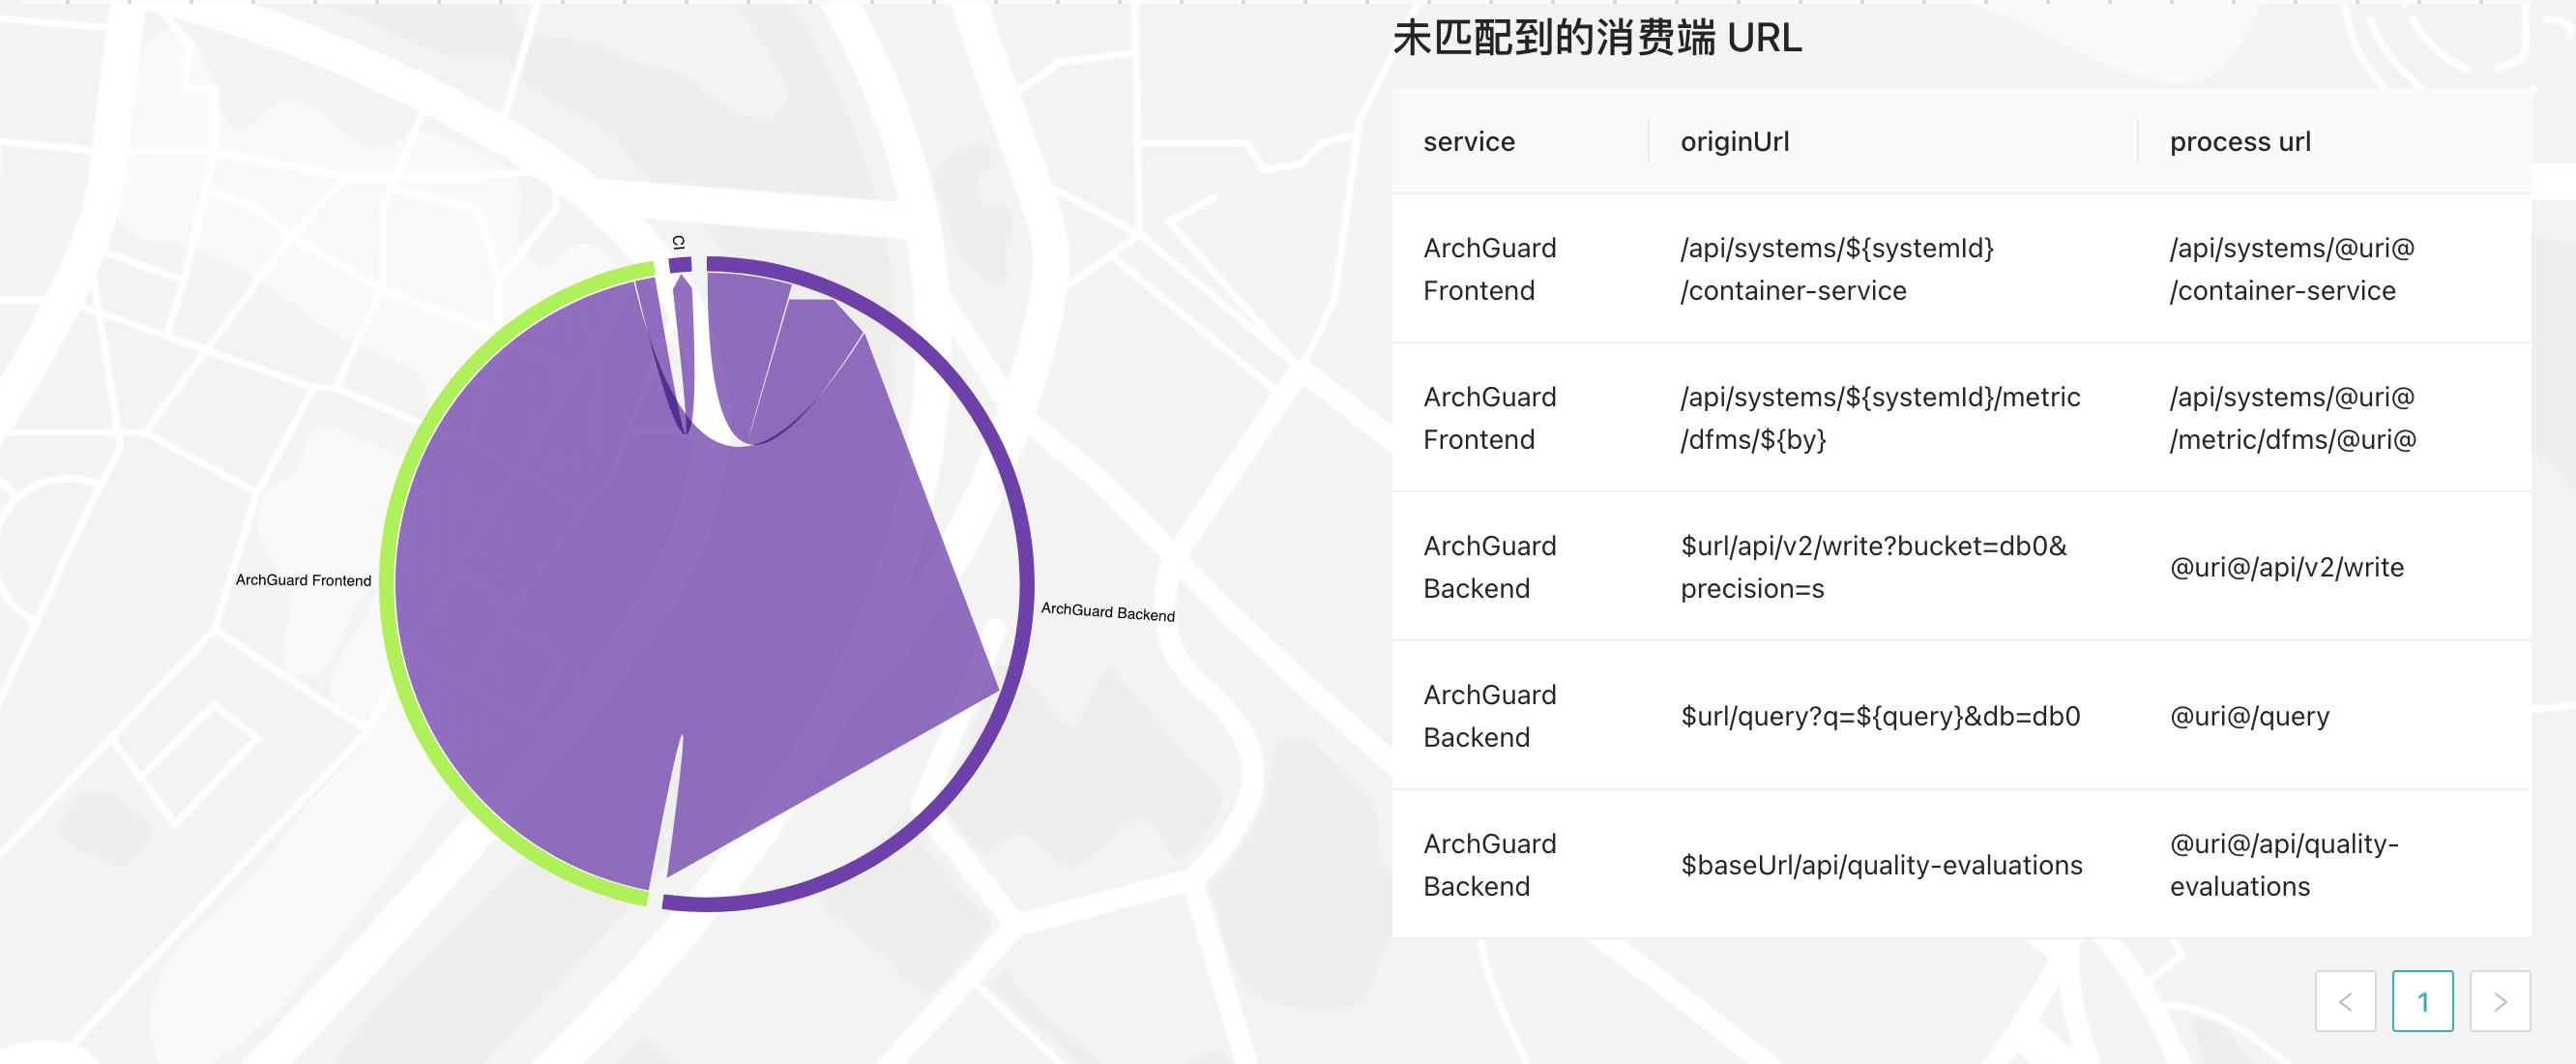 未匹配到的消费端 URL
service originUrl process url
ArchGuard Frontend /api/systems/${systemId}/container-service /api/systems/@uri@/container-service
ArchGuard Frontend /api/systems/${systemId}/metric/dfms/${by} /api/systems/@uri@/metric/dfms/@uri@
ArchGuard Backend $url/api/v2/write?bucket=db0&precision=s @uri@/api/v2/write
ArchGuard Backend $url/query?q=${query}&db=db0 @uri@/query
ArchGuard Backend $baseUrl/api/quality-evaluations @uri@/api/quality-evaluations
1
CI
ArchGuard Frontend
ArchGuard Backend